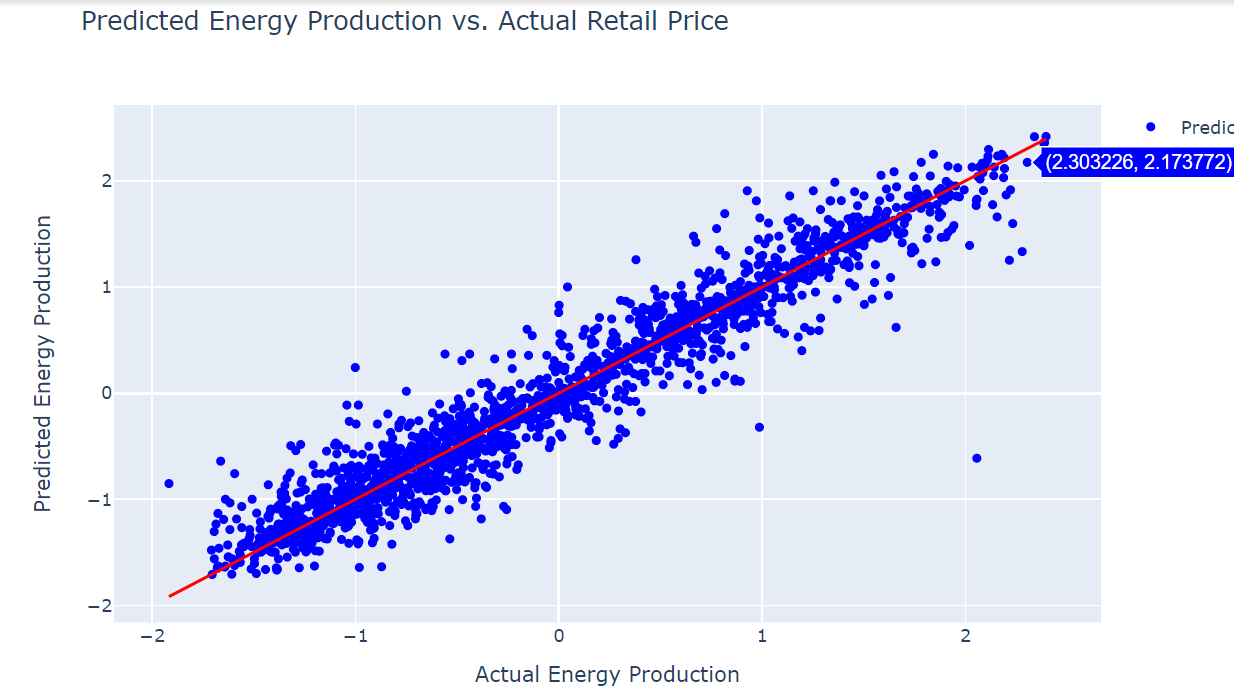 Predicted Energy Production vs. Actual Retail Price
Predic
(2.303226, 2.173772)
Predicted Energy Production
2
1
0
−1
−2
−2
−1
0
1
2
Actual Energy Production